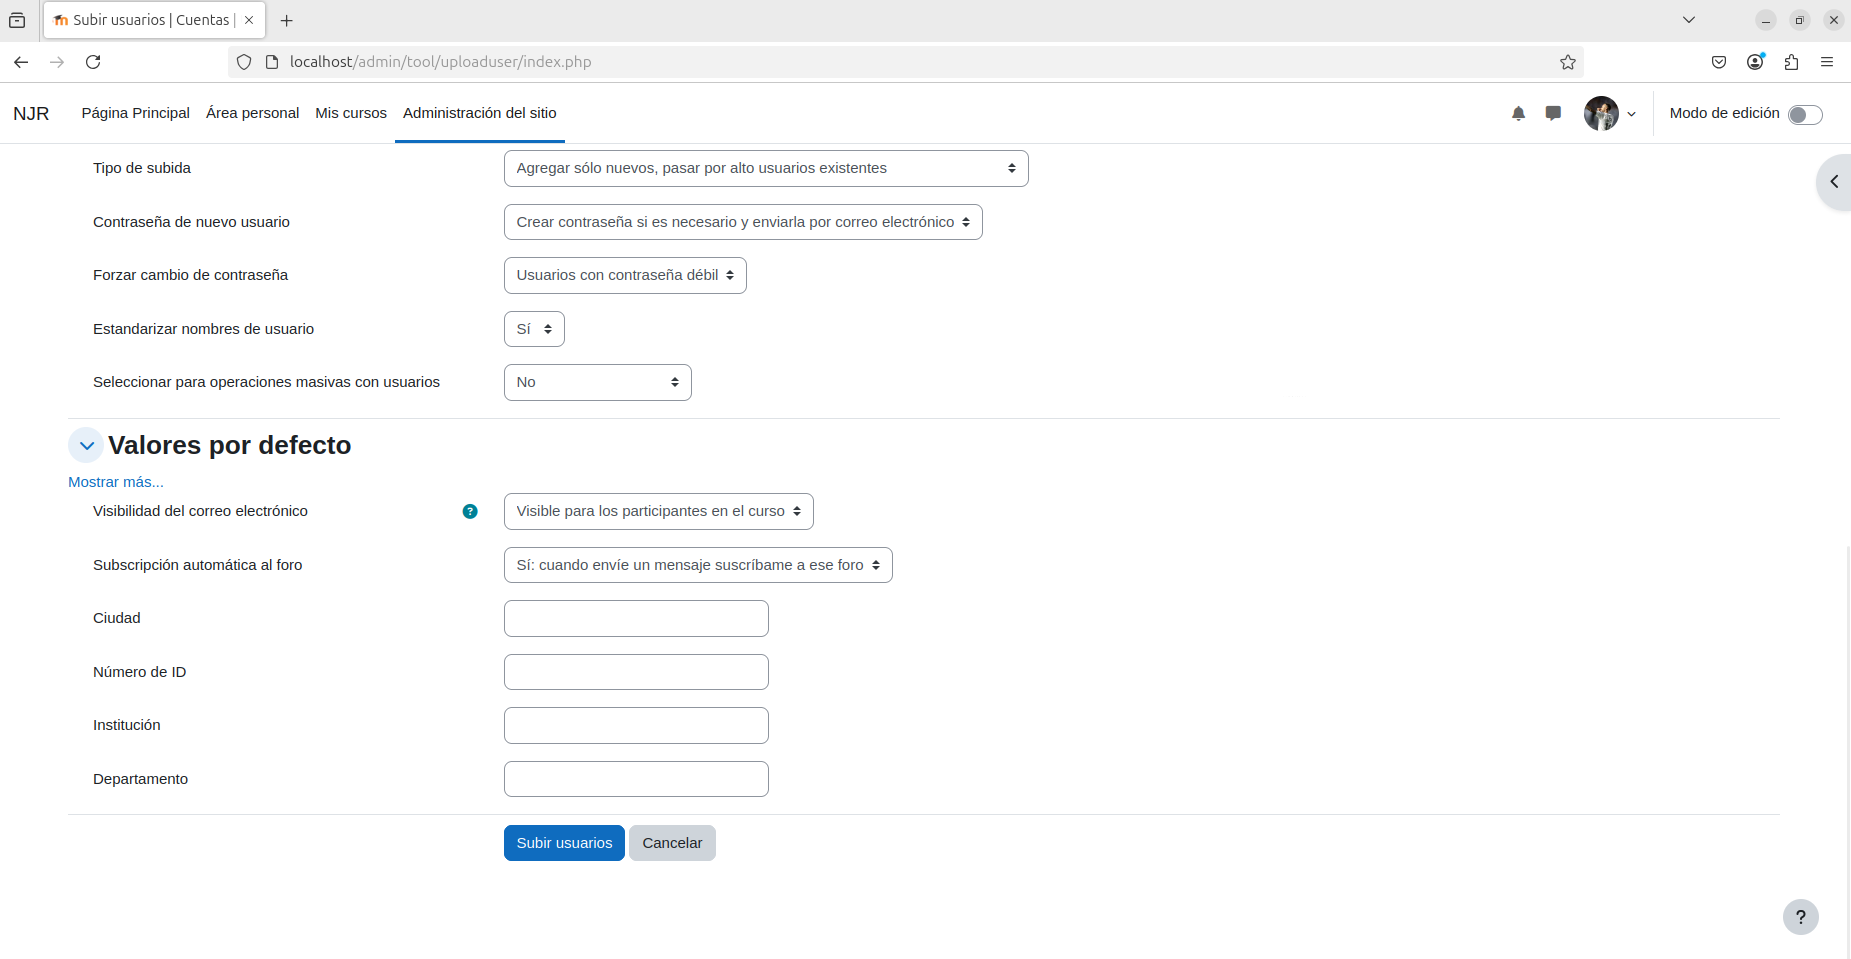 Subir usuarios | Cuentas |
localhost/admin/tool/uploaduser/index.php
NJR Página Principal Área personal Mis cursos Administración del sitio Modo de edición
Tipo de subida Agregar sólo nuevos, pasar por alto usuarios existentes
Contraseña de nuevo usuario Crear contraseña si es necesario y enviarla por correo electrónico
Forzar cambio de contraseña Usuarios con contraseña débil
Estandarizar nombres de usuario Sí
Seleccionar para operaciones masivas con usuarios No
Valores por defecto
Mostrar más...
Visibilidad del correo electrónico ? Visible para los participantes en el curso
Subscripción automática al foro Sí: cuando envíe un mensaje suscríbame a ese foro
Ciudad
Número de ID
Institución
Departamento
Subir usuarios Cancelar
?